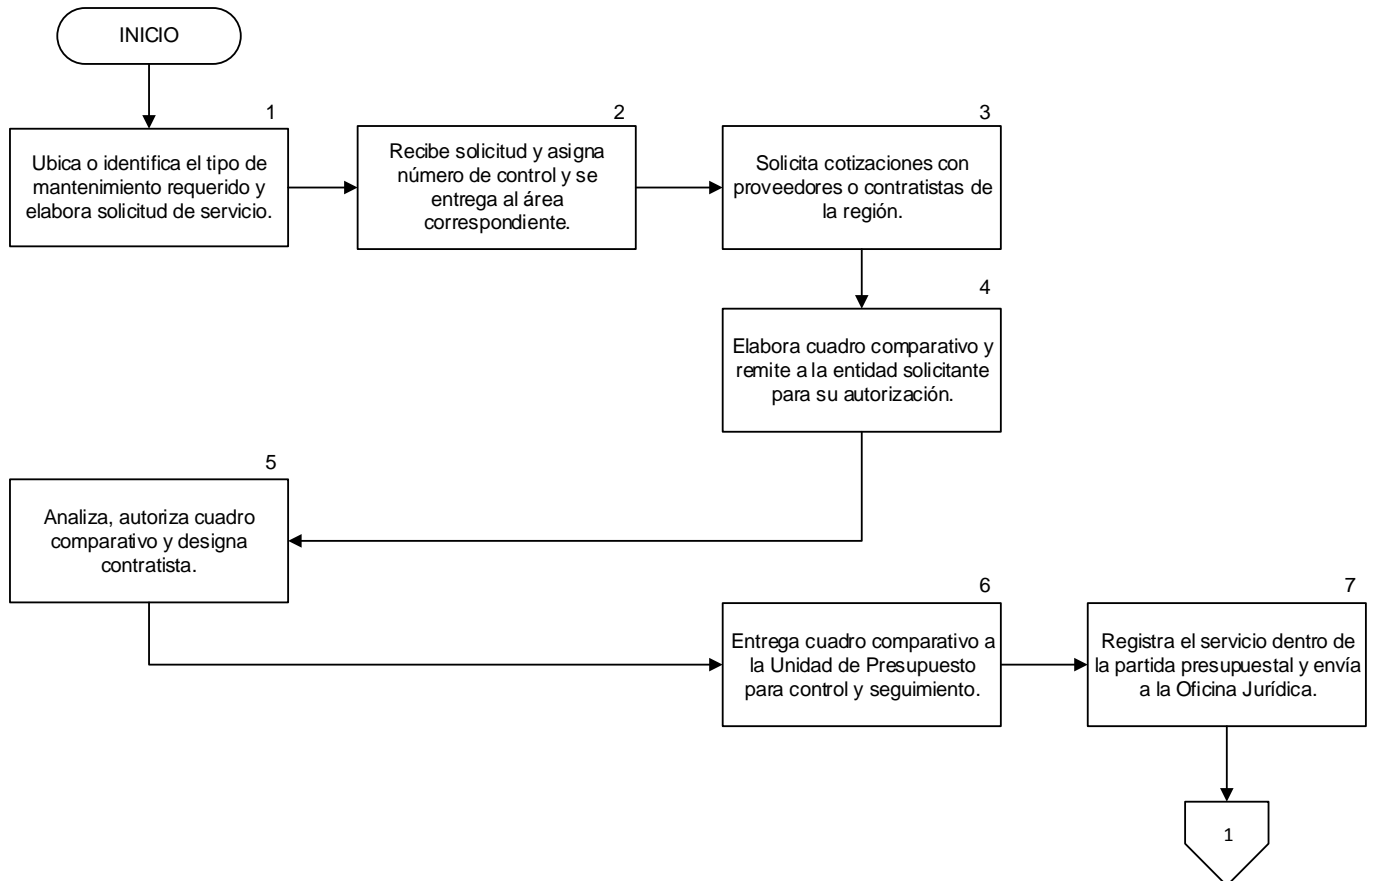 INICIO
1
Ubica o identifica el tipo de
mantenimiento requerido y
elabora solicitud de servicio.
2
Recibe solicitud y asigna
número de control y se
entrega al área
correspondiente.
3
Solicita cotizaciones con
proveedores o contratistas de
la región.
4
Elabora cuadro comparativo y
remite a la entidad solicitante
para su autorización.
5
Analiza, autoriza cuadro
comparativo y designa
contratista.
6
Entrega cuadro comparativo a
la Unidad de Presupuesto
para control y seguimiento.
7
Registra el servicio dentro de
la partida presupuestal y envía
a la Oficina Jurídica.
1